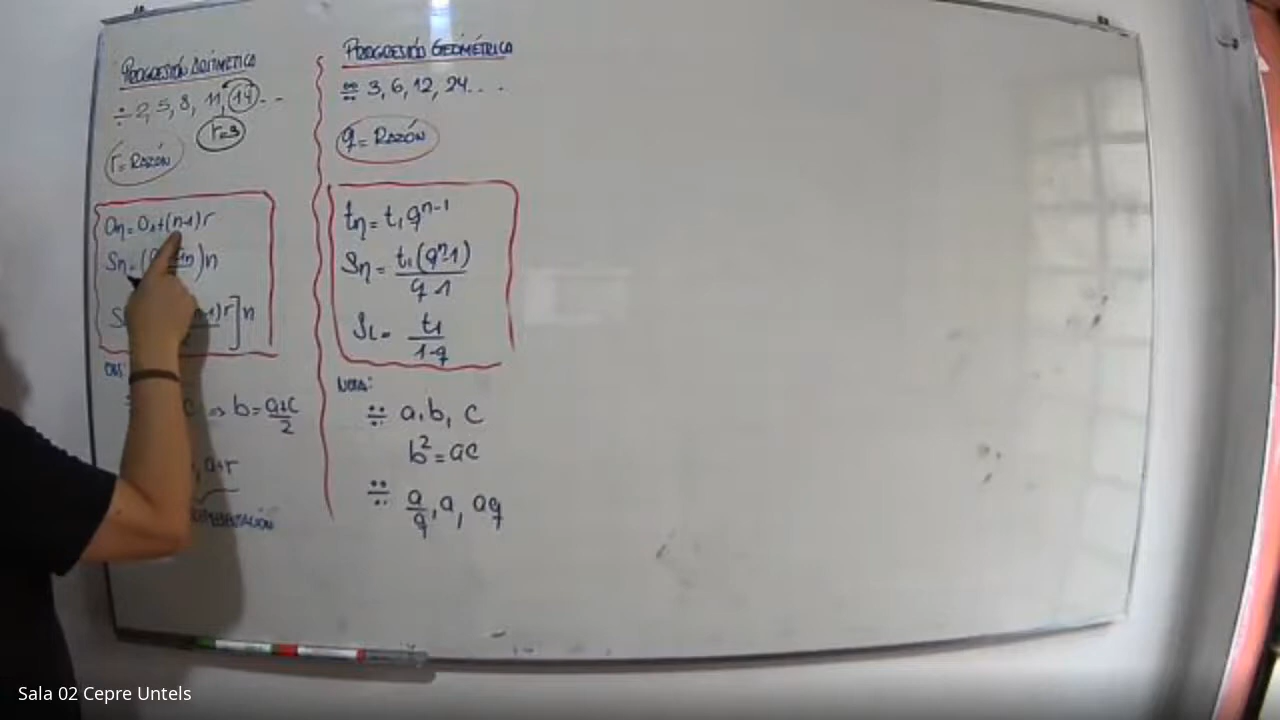 PROGRESIÓN ARITMETICA
÷ 2, 5, 8, 11, 14...
r=3
r= RAZÓN
an= a1+(n-1)r
Sn=( )n
r]n
OBS:
c ⇒ b= a+c/2
, a+r
PROGRESIÓN GEOMÉTRICA
∺ 3, 6, 12, 24....
q= RAZÓN
tn= t1 q^n-1
Sn = t1(q^n-1)/q-1
SL= t1/1-q
NOTA:
∺ a, b, c
b²=ac
∺ a/q, a, aq
Sala 02 Cepre Untels